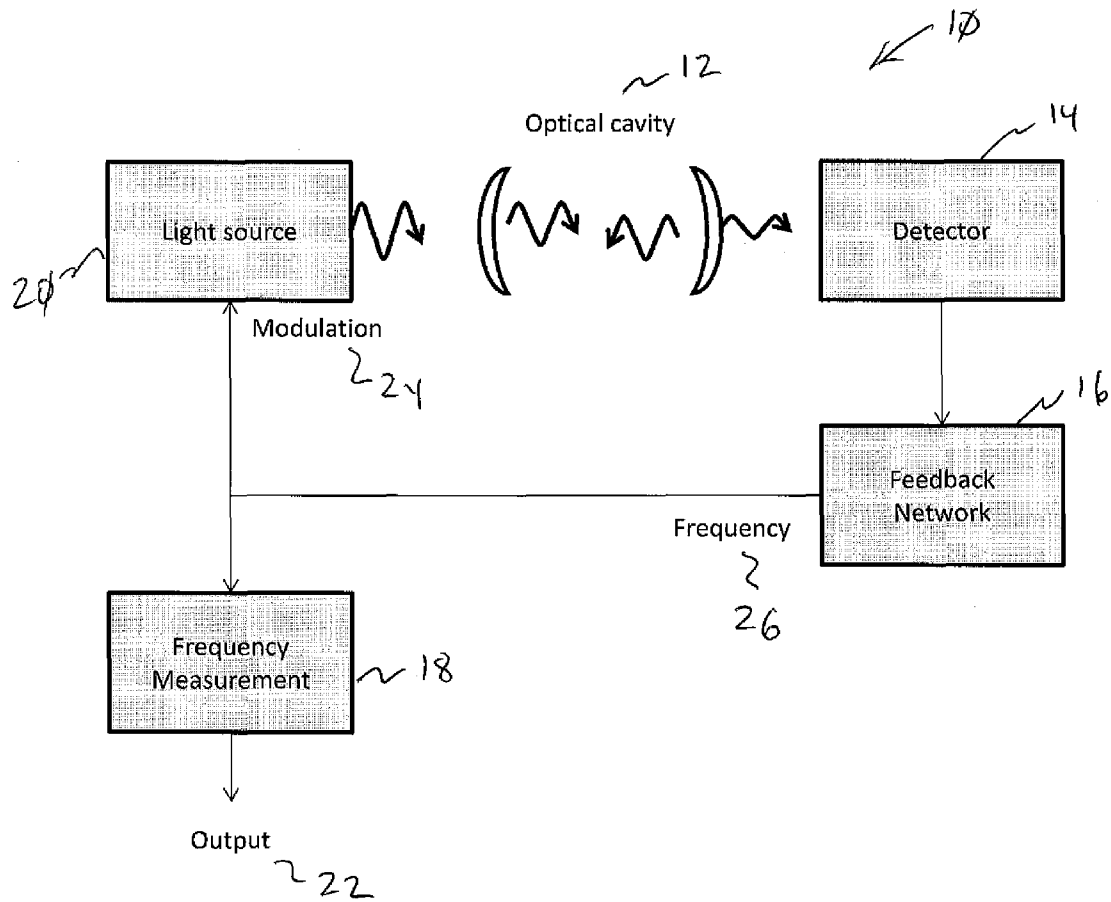 10
12
Optical cavity
14
Light source
Detector
20
Modulation
24
16
Feedback
Network
Frequency
26
Frequency
Measurement
18
Output
22